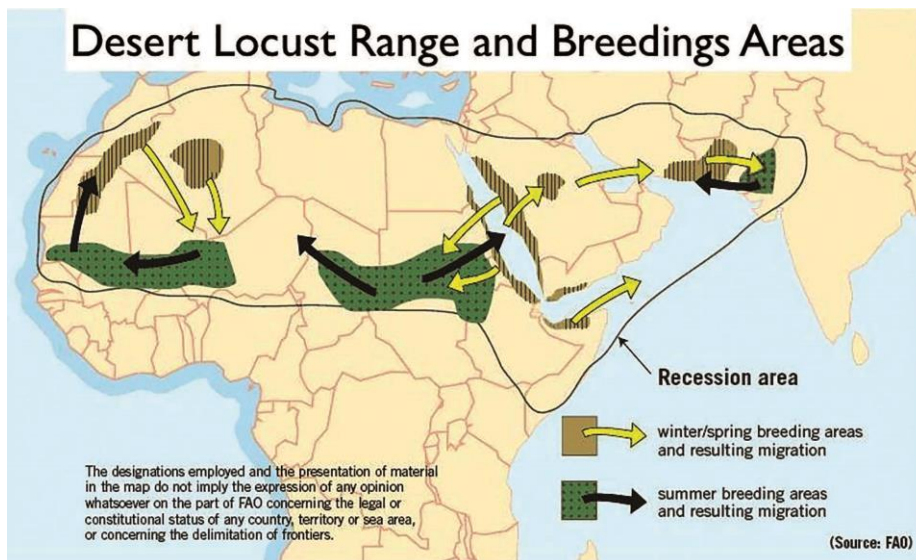 Desert Locust Range and Breedings Areas
Recession area
winter/spring breeding areas
and resulting migration
summer breeding areas
and resulting migration
The designations employed and the presentation of material
in the map do not imply the expression of any opinion
whatsoever on the part of FAO concerning the legal or
constitutional status of any country, territory or sea area,
or concerning the delimitation of frontiers.
(Source: FAO)